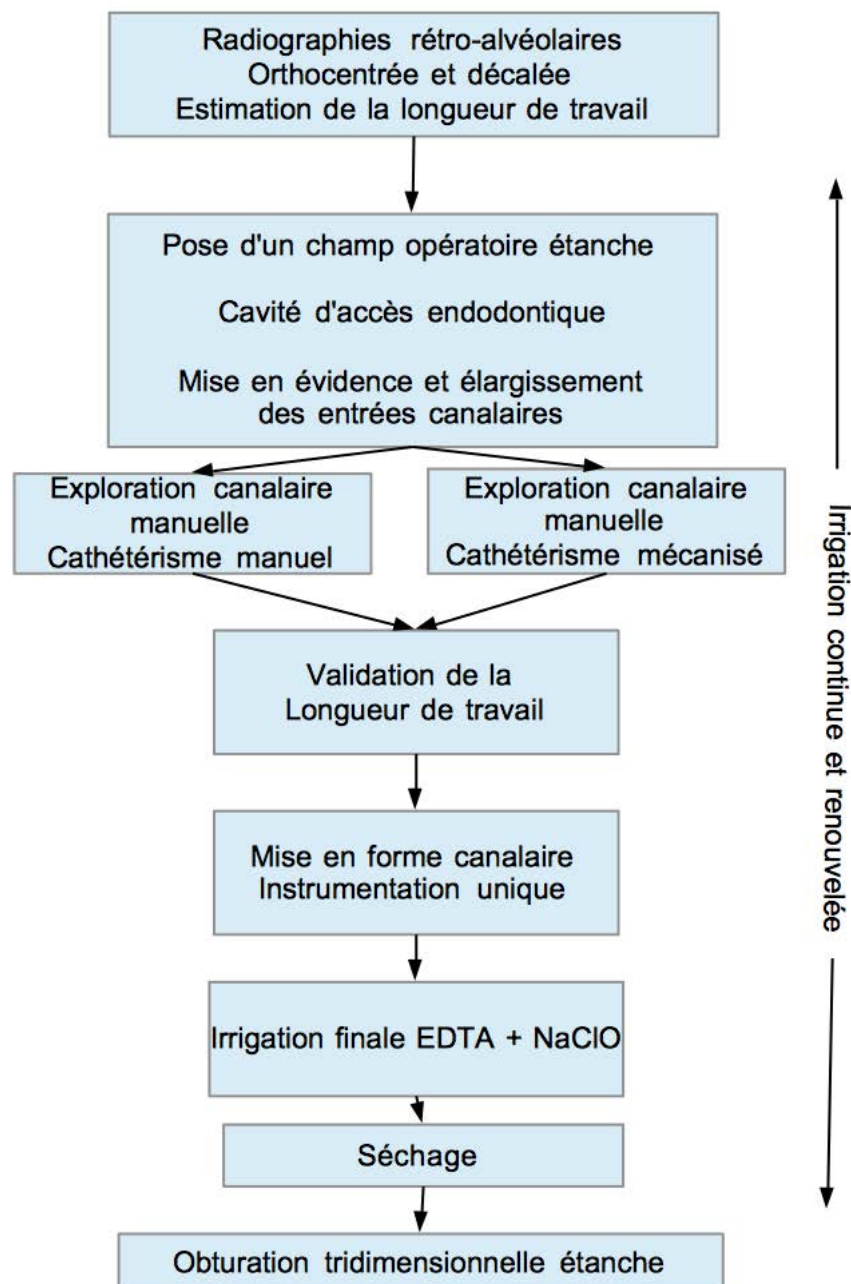 Radiographies rétro-alvéolaires
Orthocentrée et décalée
Estimation de la longueur de travail
Pose d'un champ opératoire étanche
Cavité d'accès endodontique
Mise en évidence et élargissement
des entrées canalaires
Exploration canalaire
manuelle
Cathétérisme manuel
Exploration canalaire
manuelle
Cathétérisme mécanisé
Validation de la
Longueur de travail
Mise en forme canalaire
Instrumentation unique
Irrigation finale EDTA + NaClO
Séchage
Obturation tridimensionnelle étanche
Irrigation continue et renouvelée